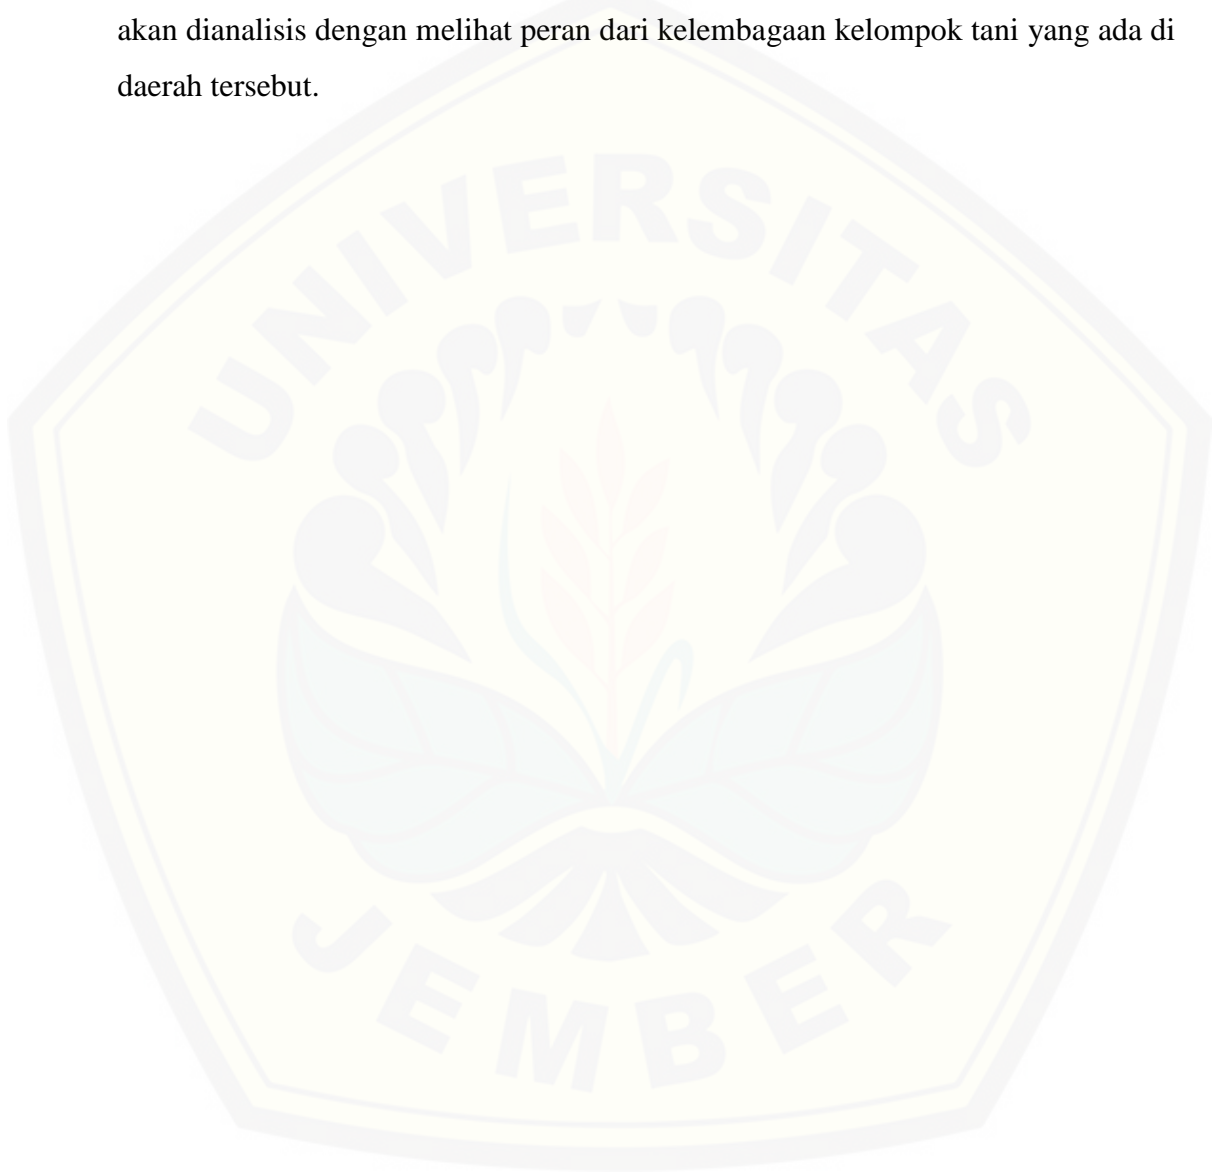 akan dianalisis dengan melihat peran dari kelembagaan kelompok tani yang ada di
daerah tersebut.
UNIVERSITAS
JEMBER